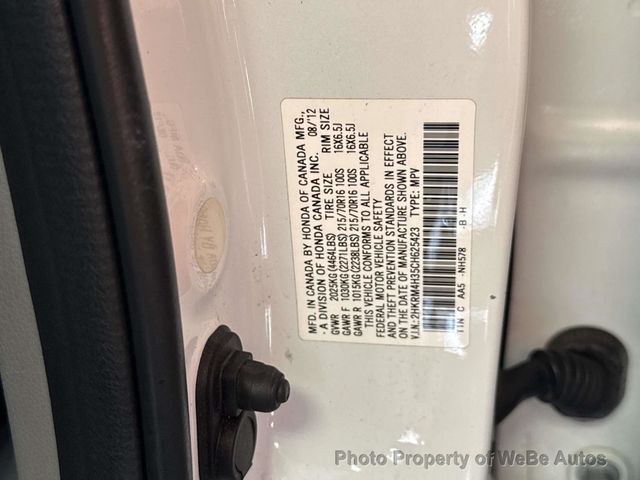 MFD. IN CANADA BY HONDA OF CANADA MFG.,
A DIVISION OF HONDA CANADA INC. 08/'12
TIRE SIZE RIM SIZE
GVWR 2025KG(4464LBS)
GAWR F 1030KG(2271LBS) 215/70R16 100S 16X6.5J
GAWR R 1015KG(2238LBS) 215/70R16 100S 16X6.5J
THIS VEHICLE CONFORMS TO ALL APPLICABLE
FEDERAL MOTOR VEHICLE SAFETY
AND THEFT PREVENTION STANDARDS IN EFFECT
ON THE DATE OF MANUFACTURE SHOWN ABOVE.
V.I.N.: 2HKRM4H35CH625423 TYPE: MPV
11N C AA5 -NH578 -B -H
Photo Property of WeBe Autos